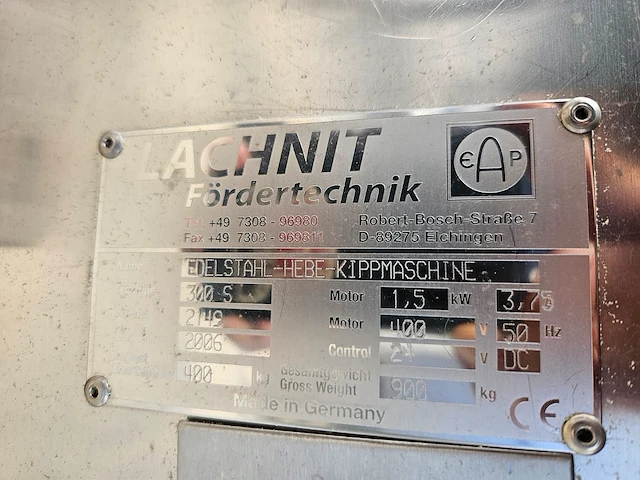 LACHNIT
Fördertechnik
€AP
Tel. +49 7308 - 96980 Robert-Bosch-Straße 7
Fax +49 7308 - 969811 D-89275 Elchingen
EDELSTAHL-HEBE-KIPPMASCHINE
300 S Motor 1,5 kW 3,75
2149 Motor 400 V 50 Hz
2006 Control 24 V DC
400 kg Gesamtgewicht
Gross Weight 900 kg
Made in Germany CE